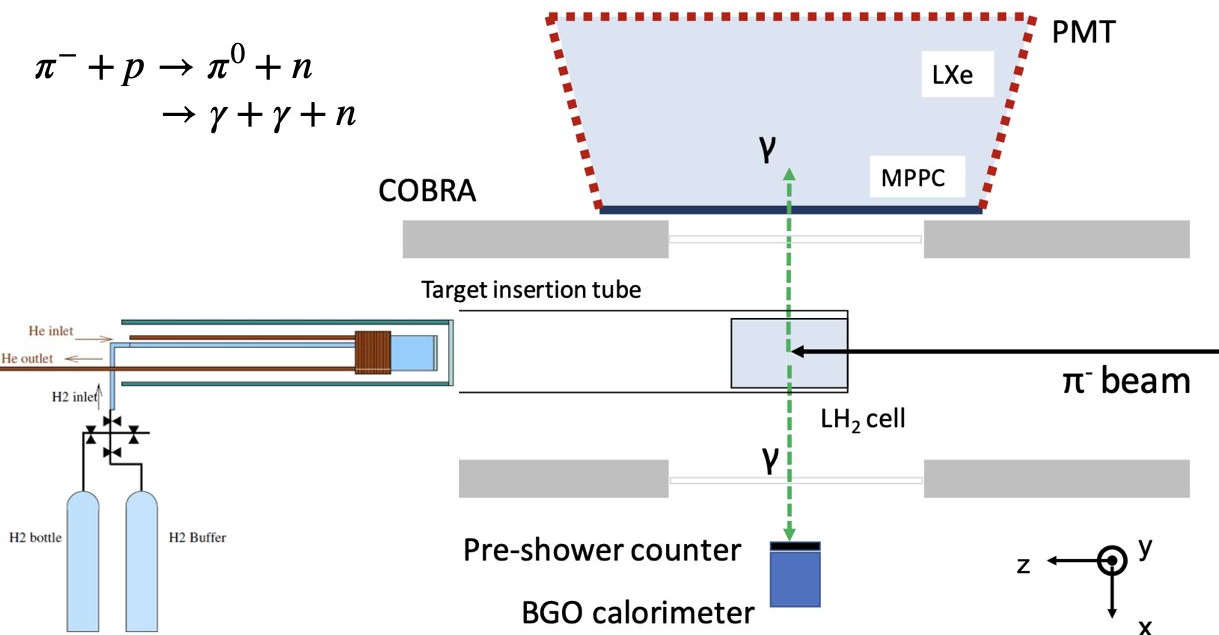 π⁻ + p → π⁰ + n
→ γ + γ + n
PMT
LXe
γ
MPPC
COBRA
Target insertion tube
He inlet
He outlet
H2 inlet
π⁻ beam
LH₂ cell
γ
H2 bottle
H2 Buffer
Pre-shower counter
BGO calorimeter
y
z
x